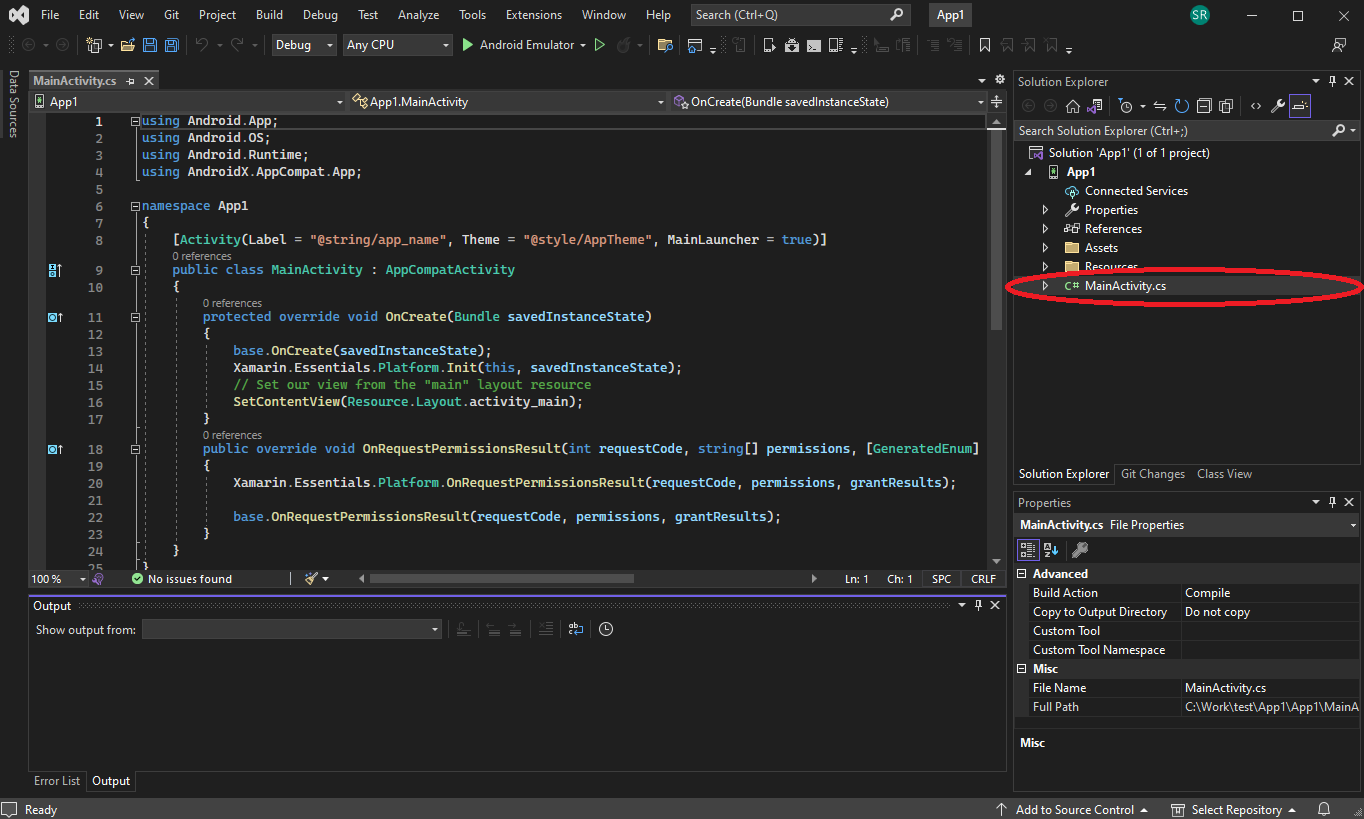 File Edit View Git Project Build Debug Test Analyze Tools Extensions Window Help Search (Ctrl+Q) App1 SR
Debug Any CPU Android Emulator
Data Sources
MainActivity.cs
App1 App1.MainActivity OnCreate(Bundle savedInstanceState)
1 using Android.App;
2 using Android.OS;
3 using Android.Runtime;
4 using AndroidX.AppCompat.App;
5
6 namespace App1
7 {
8 [Activity(Label = "@string/app_name", Theme = "@style/AppTheme", MainLauncher = true)]
0 references
9 public class MainActivity : AppCompatActivity
10 {
0 references
11 protected override void OnCreate(Bundle savedInstanceState)
12 {
13 base.OnCreate(savedInstanceState);
14 Xamarin.Essentials.Platform.Init(this, savedInstanceState);
15 // Set our view from the "main" layout resource
16 SetContentView(Resource.Layout.activity_main);
17 }
0 references
18 public override void OnRequestPermissionsResult(int requestCode, string[] permissions, [GeneratedEnum]
19 {
20 Xamarin.Essentials.Platform.OnRequestPermissionsResult(requestCode, permissions, grantResults);
21
22 base.OnRequestPermissionsResult(requestCode, permissions, grantResults);
23 }
24 }
25 }
100 % No issues found Ln: 1 Ch: 1 SPC CRLF
Output
Show output from:
Error List Output
Solution Explorer
Search Solution Explorer (Ctrl+;)
Solution 'App1' (1 of 1 project)
App1
Connected Services
Properties
References
Assets
Resources
C# MainActivity.cs
Solution Explorer Git Changes Class View
Properties
MainActivity.cs File Properties
Advanced
Build Action Compile
Copy to Output Directory Do not copy
Custom Tool
Custom Tool Namespace
Misc
File Name MainActivity.cs
Full Path C:\Work\test\App1\App1\MainA
Misc
Ready Add to Source Control Select Repository